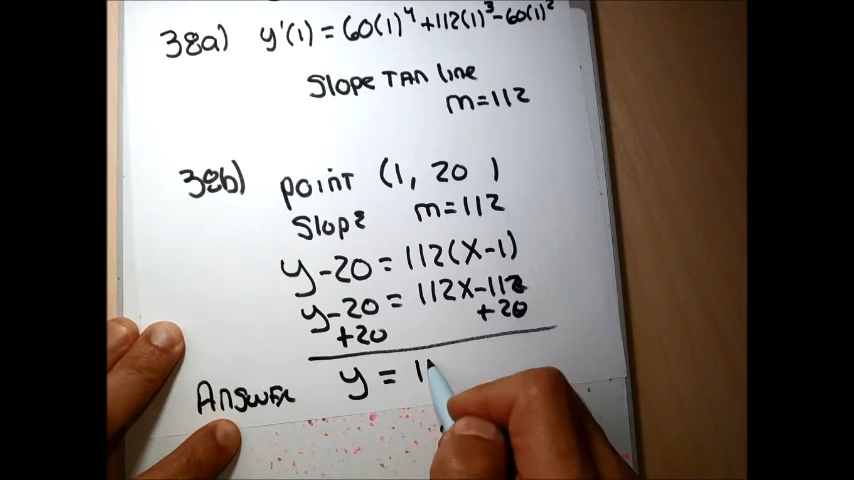 38a) y'(1) = 60(1)^4 + 112(1)^3 - 60(1)^2
Slope Tan line
m = 112
38b) point (1, 20 )
Slope m = 112
y - 20 = 112(x - 1)
y - 20 = 112x - 112
+20 +20
Answer y = 11